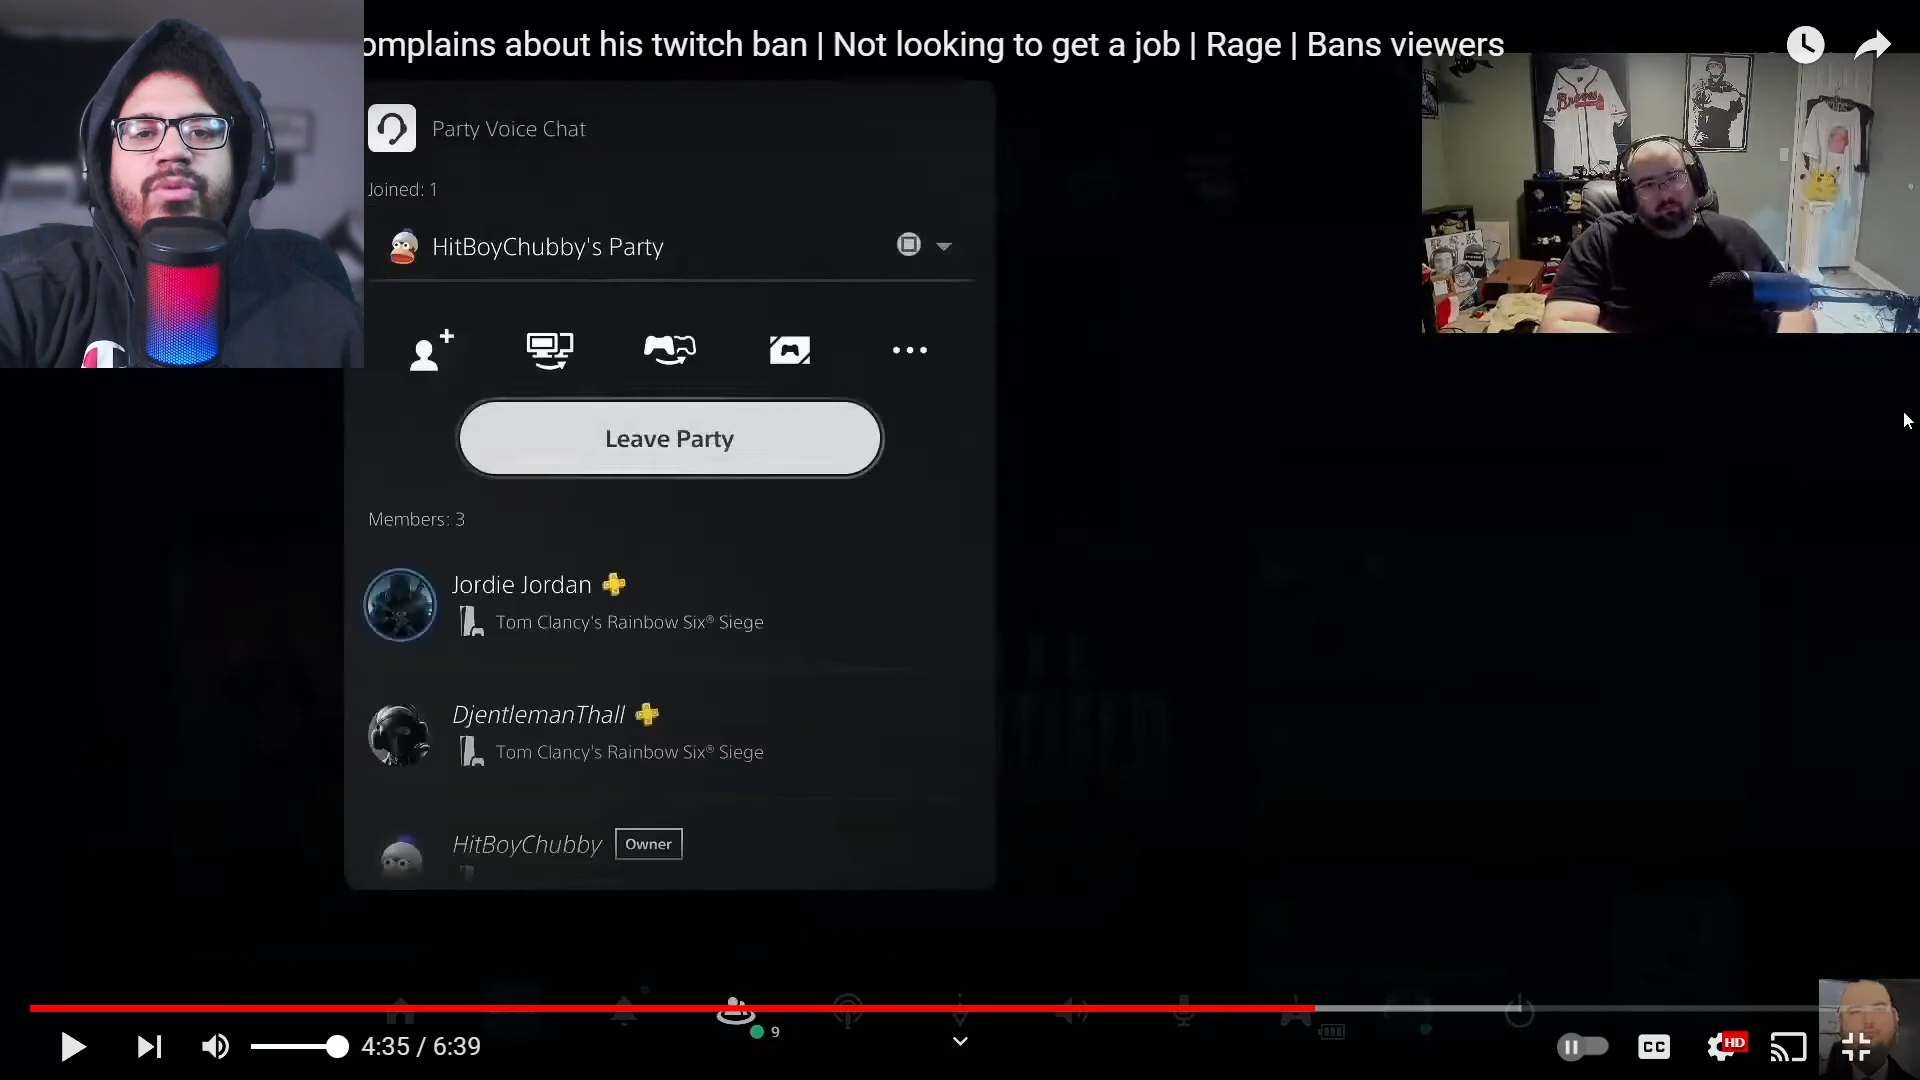 omplains about his twitch ban | Not looking to get a job | Rage | Bans viewers
Party Voice Chat
Joined: 1
HitBoyChubby's Party
Leave Party
Members: 3
Jordie Jordan
Tom Clancy's Rainbow Six® Siege
DjentlemanThall
Tom Clancy's Rainbow Six® Siege
HitBoyChubby Owner
Braves
9
4:35 / 6:39
CC
HD